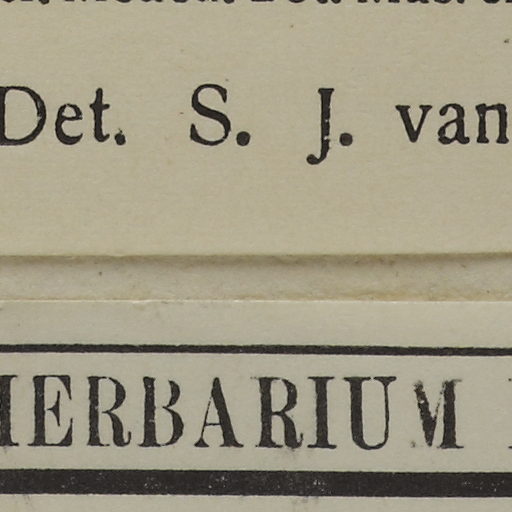 Det. S. J. van
HERBARIUM